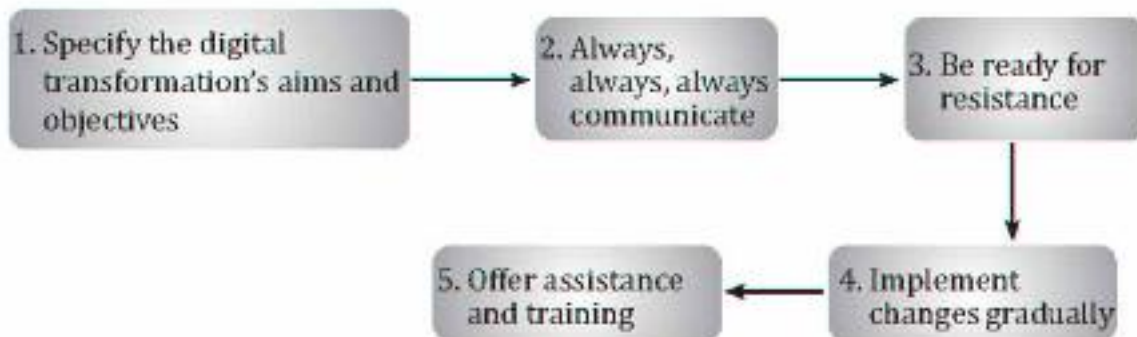 1. Specify the digital
transformation's aims and
objectives
2. Always,
always, always
communicate
3. Be ready for
resistance
4. Implement
changes gradually
5. Offer assistance
and training